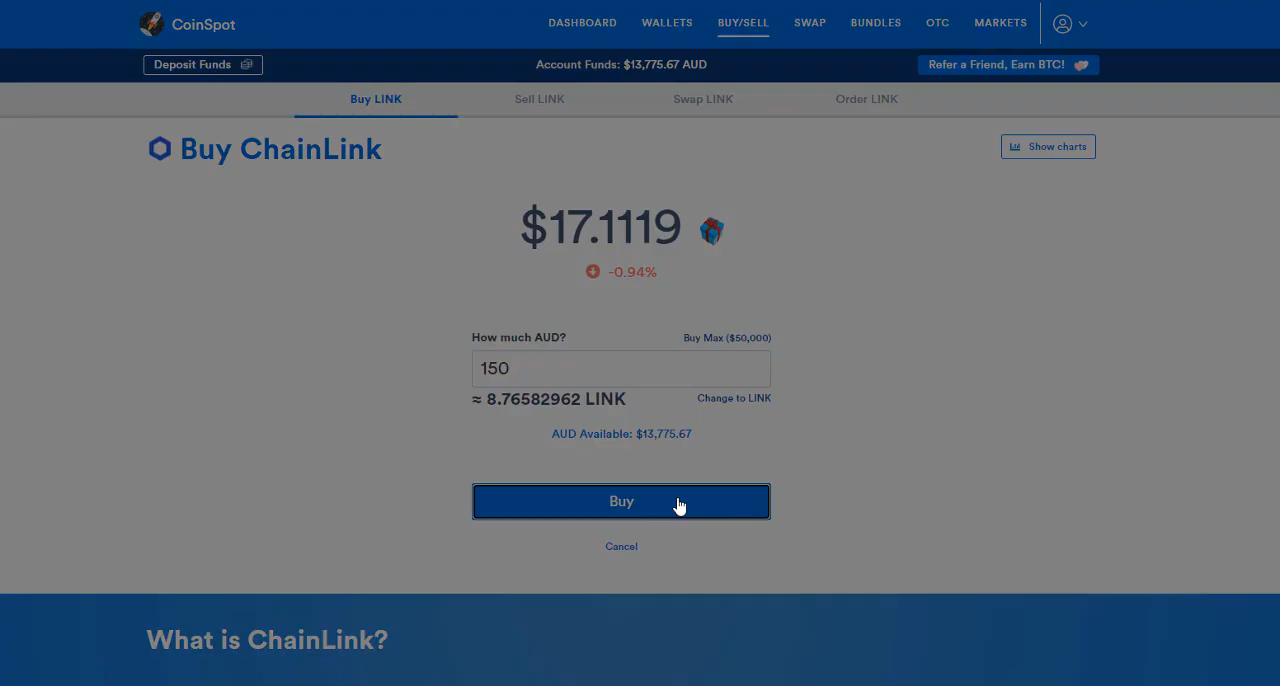 CoinSpot
DASHBOARD WALLETS BUY/SELL SWAP BUNDLES OTC MARKETS
Deposit Funds
Account Funds: $13,775.67 AUD
Refer a Friend, Earn BTC!
Buy LINK Sell LINK Swap LINK Order LINK
Buy ChainLink
Show charts
$17.1119
-0.94%
How much AUD? Buy Max ($50,000)
150
≈ 8.76582962 LINK Change to LINK
AUD Available: $13,775.67
Buy
Cancel
What is ChainLink?